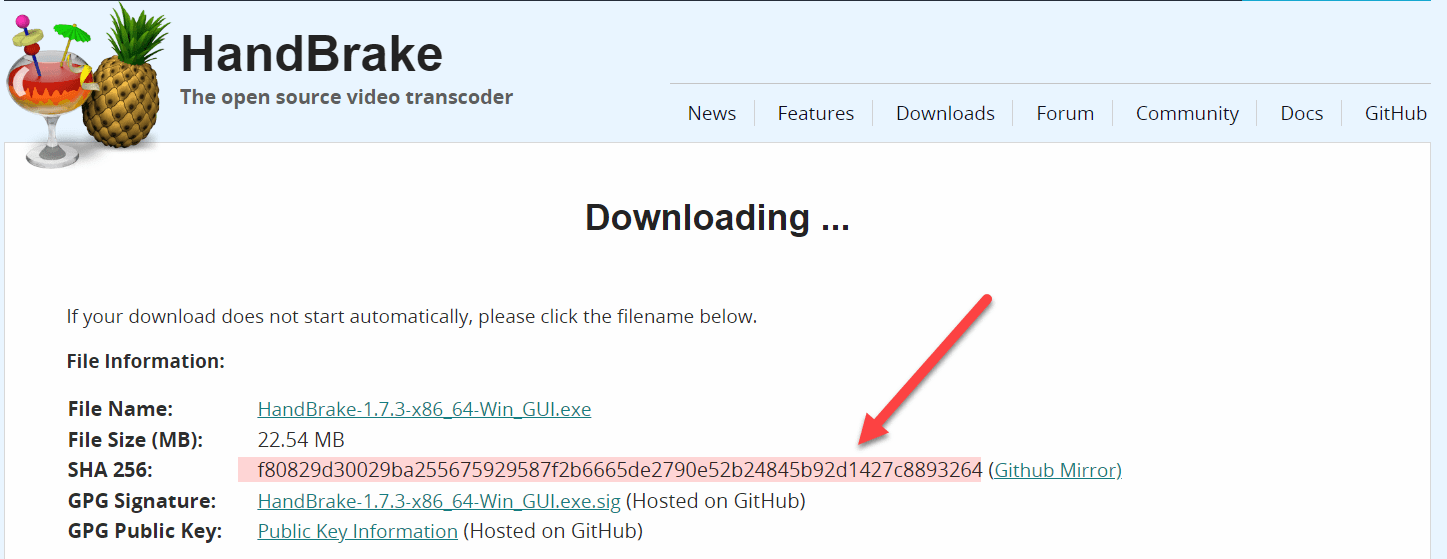 HandBrake
The open source video transcoder
News Features Downloads Forum Community Docs GitHub
Downloading ...
If your download does not start automatically, please click the filename below.
File Information:
File Name: HandBrake-1.7.3-x86_64-Win_GUI.exe
File Size (MB): 22.54 MB
SHA 256: f80829d30029ba255675929587f2b6665de2790e52b24845b92d1427c8893264 (Github Mirror)
GPG Signature: HandBrake-1.7.3-x86_64-Win_GUI.exe.sig (Hosted on GitHub)
GPG Public Key: Public Key Information (Hosted on GitHub)